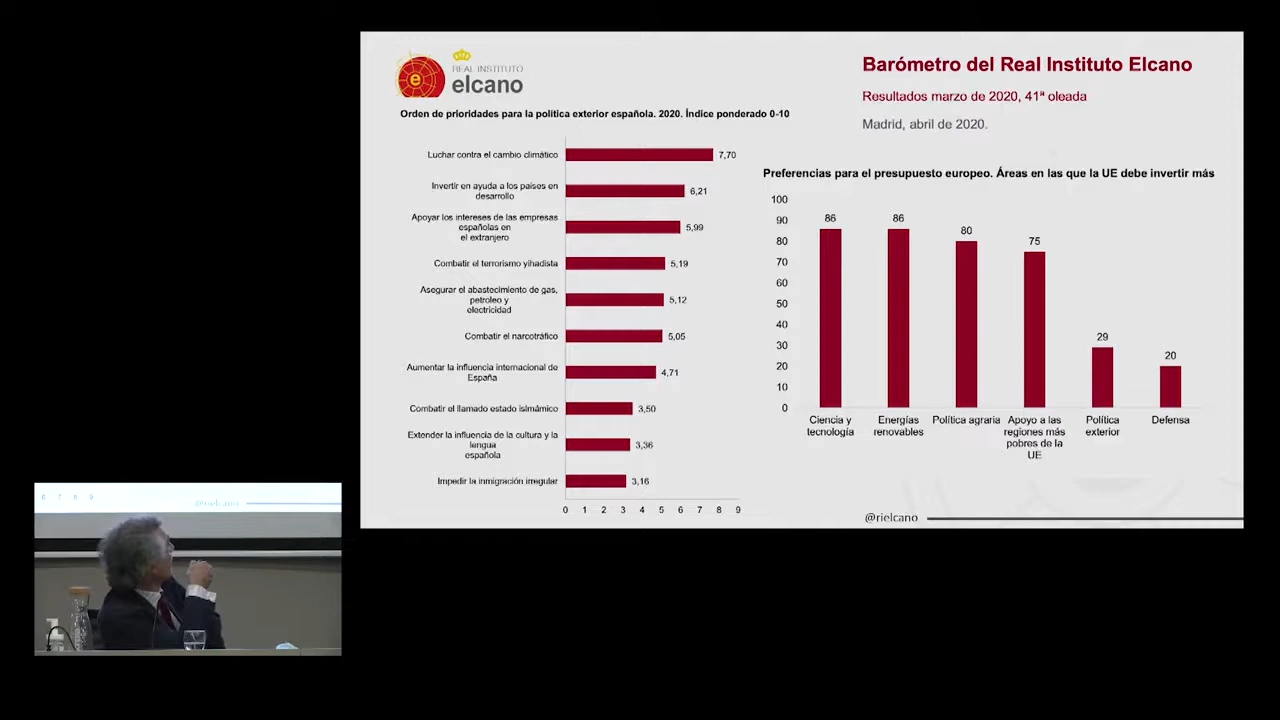 REAL INSTITUTO
elcano
Barómetro del Real Instituto Elcano
Resultados marzo de 2020, 41ª oleada
Madrid, abril de 2020.
Orden de prioridades para la política exterior española. 2020. Índice ponderado 0-10
Luchar contra el cambio climático
7,70
Invertir en ayuda a los países en
desarrollo
6,21
Apoyar los intereses de las empresas
españolas en
el extranjero
5,99
Combatir el terrorismo yihadista
5,19
Asegurar el abastecimiento de gas,
petroleo y
electricidad
5,12
Combatir el narcotráfico
5,05
Aumentar la influencia internacional de
España
4,71
Combatir el llamado estado islmámico
3,50
Extender la influencia de la cultura y la
lengua
española
3,36
Impedir la inmigración irregular
3,16
0 1 2 3 4 5 6 7 8 9
Preferencias para el presupuesto europeo. Áreas en las que la UE debe invertir más
100
90
80
70
60
50
40
30
20
10
0
86
86
80
75
29
20
Ciencia y
tecnología
Energías
renovables
Política agraria
Apoyo a las
regiones más
pobres de la
UE
Política
exterior
Defensa
@rielcano
6 7 8 9
@rielcano